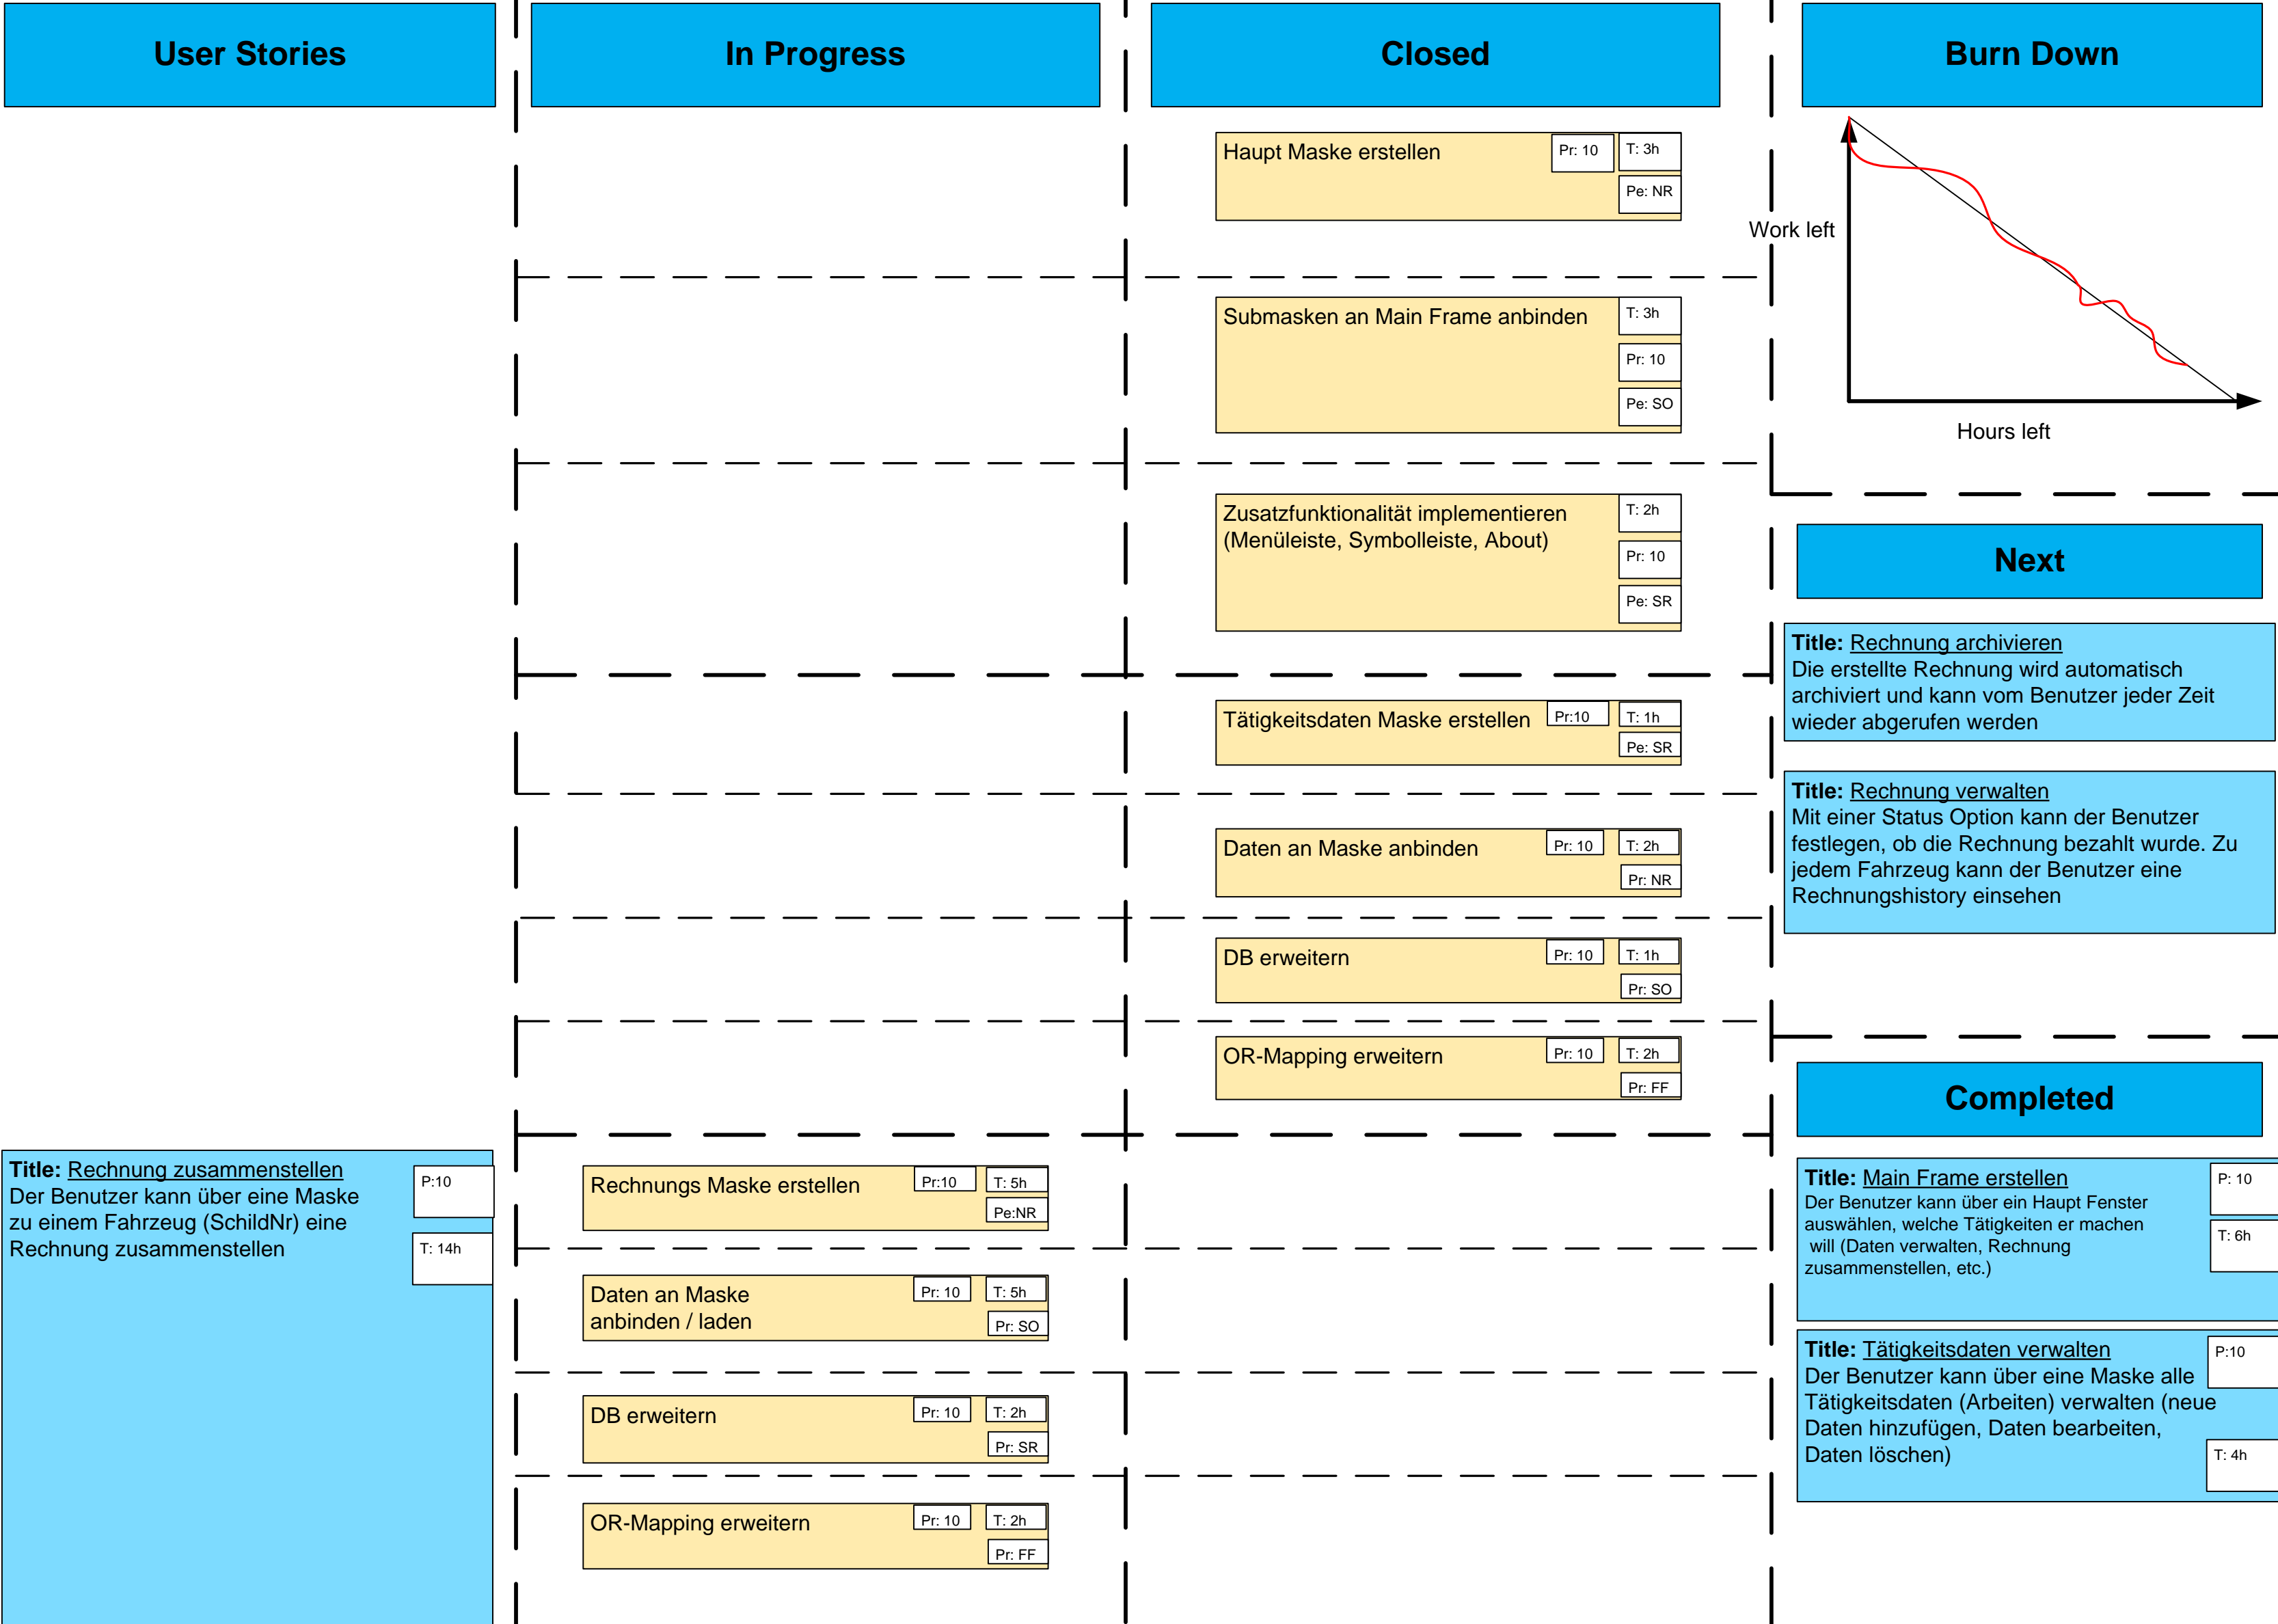 User Stories
In Progress
Closed
Burn Down
Haupt Maske erstellen
Pr: 10
T: 3h
Pe: NR
Work left
Hours left
Submasken an Main Frame anbinden
T: 3h
Pr: 10
Pe: SO
Zusatzfunktionalität implementieren
(Menüleiste, Symbolleiste, About)
T: 2h
Pr: 10
Pe: SR
Next
Title: Rechnung archivieren
Die erstellte Rechnung wird automatisch
archiviert und kann vom Benutzer jeder Zeit
wieder abgerufen werden
Tätigkeitsdaten Maske erstellen
Pr:10
T: 1h
Pe: SR
Title: Rechnung verwalten
Mit einer Status Option kann der Benutzer
festlegen, ob die Rechnung bezahlt wurde. Zu
jedem Fahrzeug kann der Benutzer eine
Rechnungshistory einsehen
Daten an Maske anbinden
Pr: 10
T: 2h
Pr: NR
DB erweitern
Pr: 10
T: 1h
Pr: SO
OR-Mapping erweitern
Pr: 10
T: 2h
Pr: FF
Completed
Title: Rechnung zusammenstellen
Der Benutzer kann über eine Maske
zu einem Fahrzeug (SchildNr) eine
Rechnung zusammenstellen
P:10
T: 14h
Rechnungs Maske erstellen
Pr:10
T: 5h
Pe:NR
Daten an Maske
anbinden / laden
Pr: 10
T: 5h
Pr: SO
DB erweitern
Pr: 10
T: 2h
Pr: SR
OR-Mapping erweitern
Pr: 10
T: 2h
Pr: FF
Title: Main Frame erstellen
Der Benutzer kann über ein Haupt Fenster
auswählen, welche Tätigkeiten er machen
will (Daten verwalten, Rechnung
zusammenstellen, etc.)
P: 10
T: 6h
Title: Tätigkeitsdaten verwalten
Der Benutzer kann über eine Maske alle
Tätigkeitsdaten (Arbeiten) verwalten (neue
Daten hinzufügen, Daten bearbeiten,
Daten löschen)
P:10
T: 4h